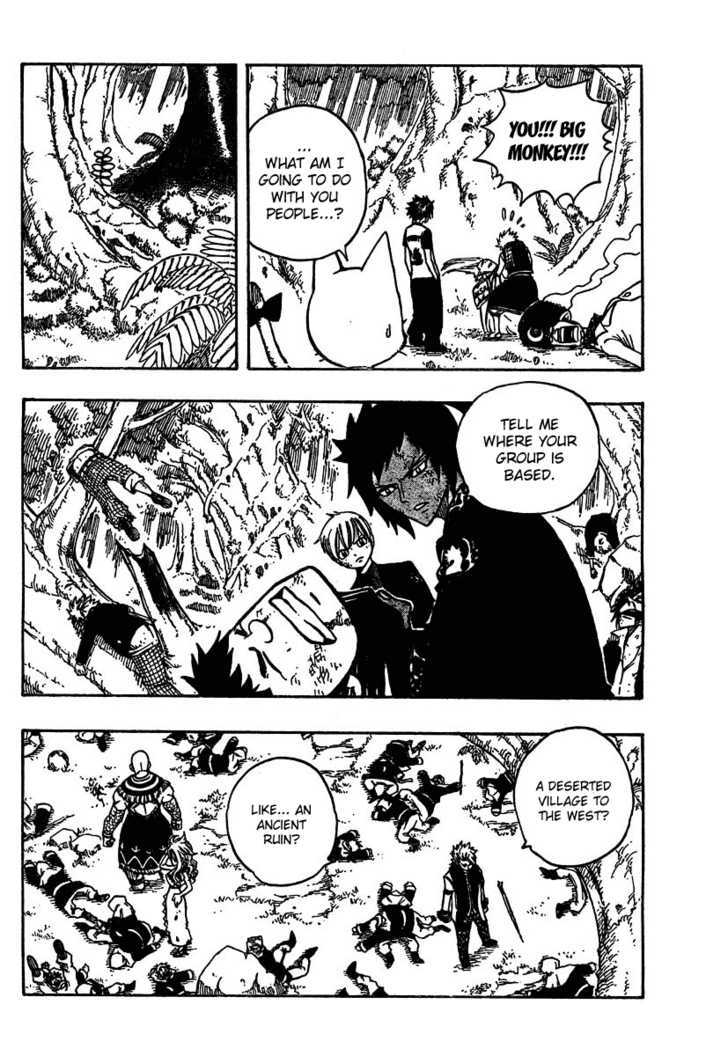 YOU!!! BIG
MONKEY!!!
...
WHAT AM I
GOING TO DO
WITH YOU
PEOPLE...?
TELL ME
WHERE YOUR
GROUP IS
BASED.
A DESERTED
VILLAGE TO
THE WEST?
LIKE... AN
ANCIENT
RUIN?